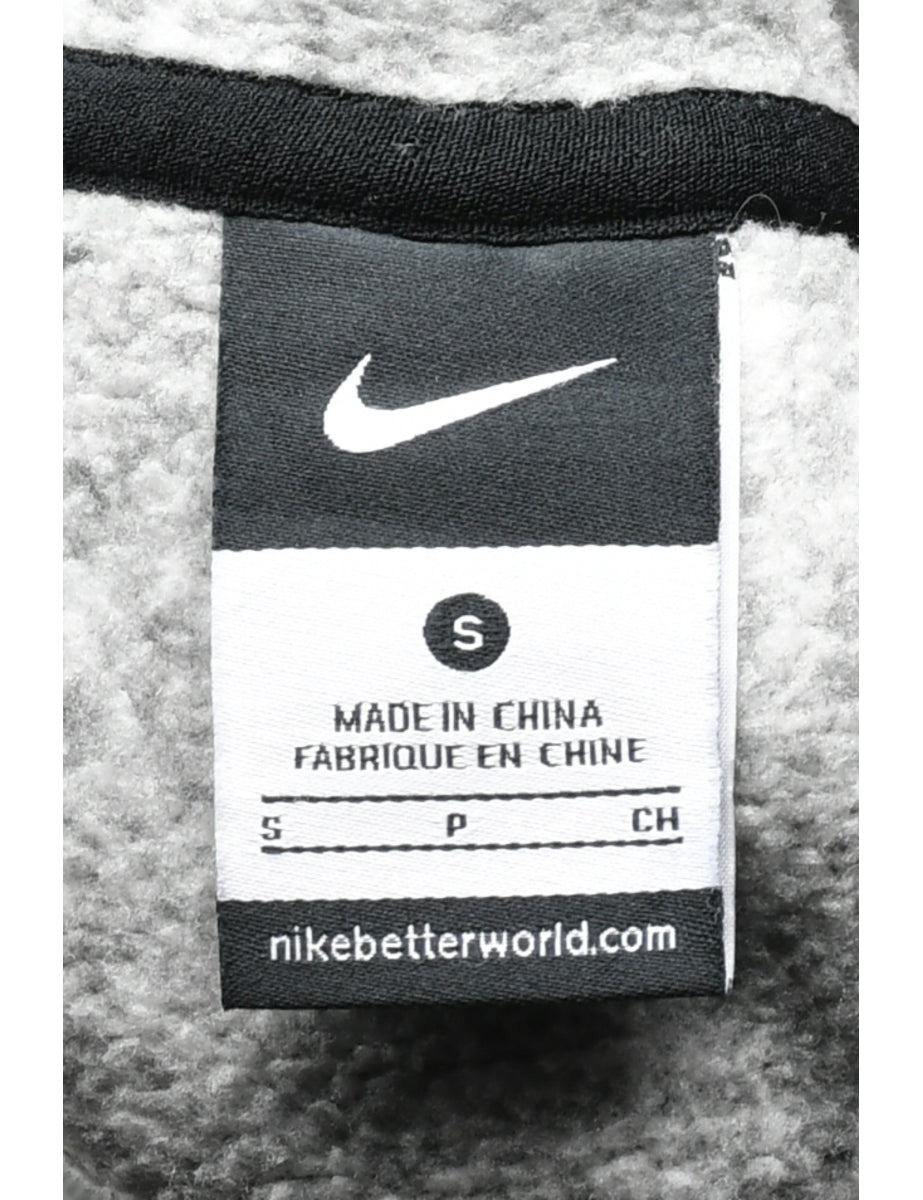 S
MADE IN CHINA
FABRIQUE EN CHINE
S P CH
nikebetterworld.com